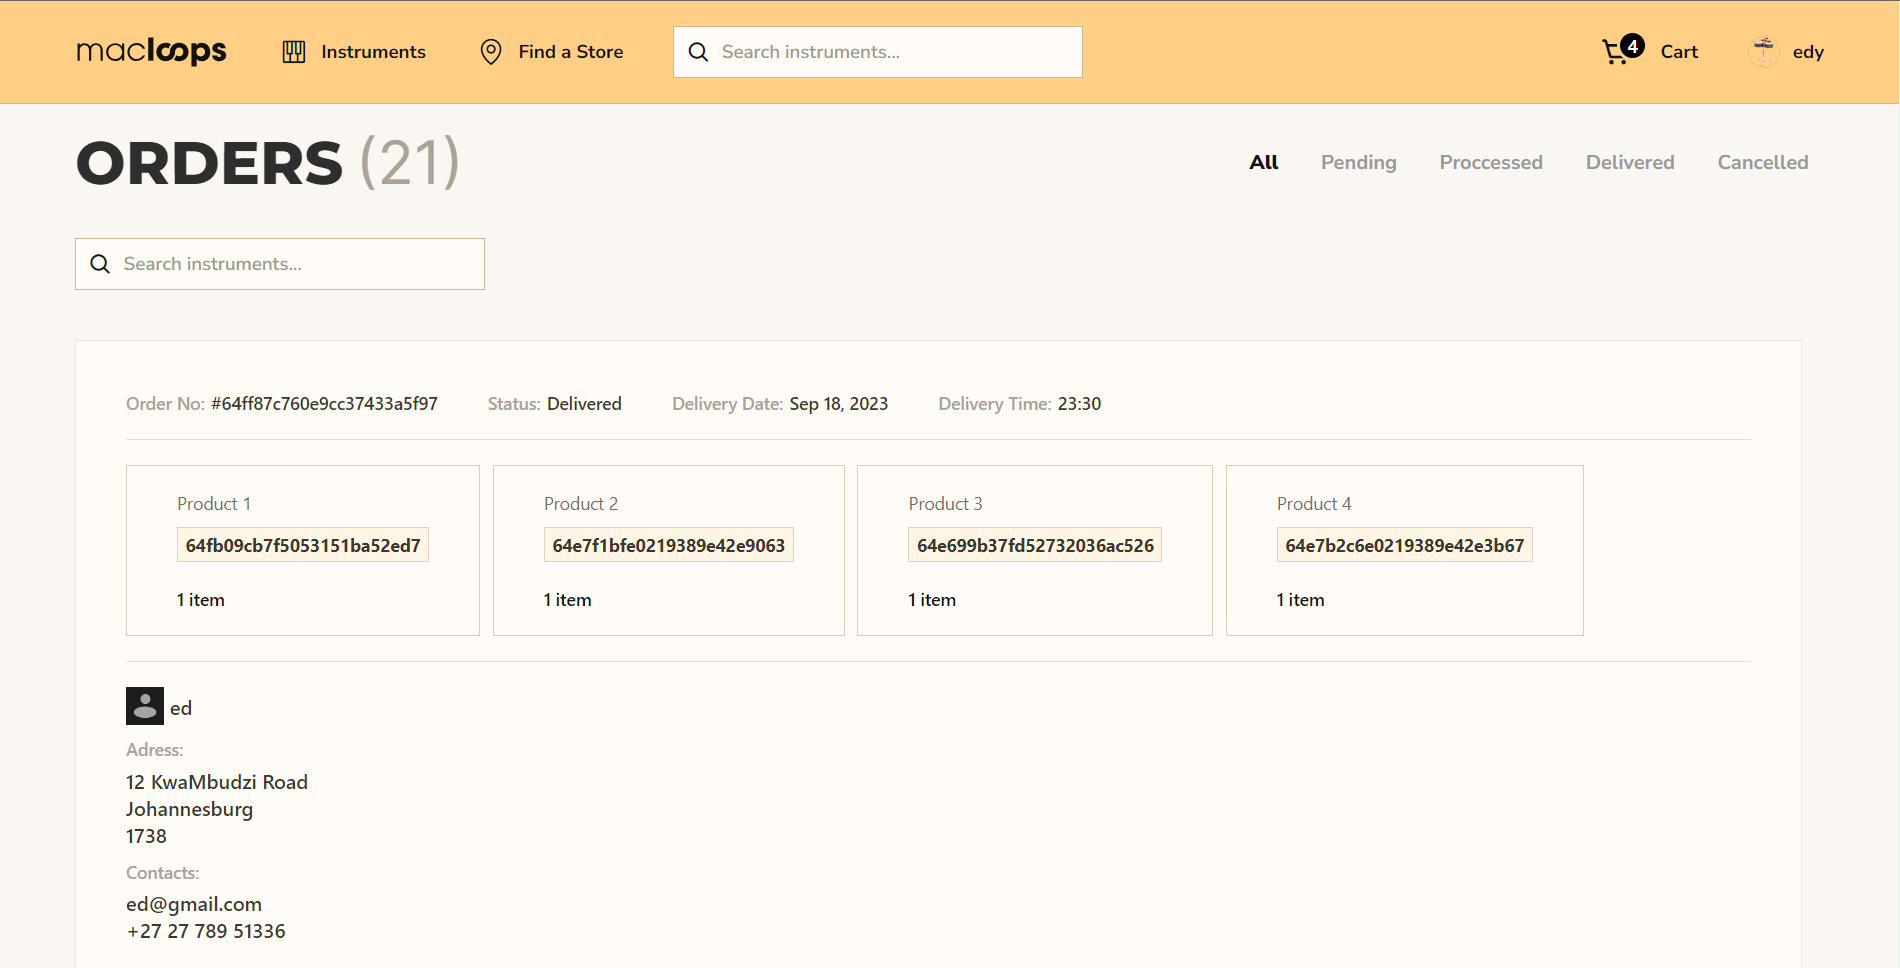 macloops Instruments Find a Store Search instruments... 4 Cart edy
ORDERS (21) All Pending Proccessed Delivered Cancelled
Search instruments...
Order No: #64ff87c760e9cc37433a5f97 Status: Delivered Delivery Date: Sep 18, 2023 Delivery Time: 23:30
Product 1 Product 2 Product 3 Product 4
64fb09cb7f5053151ba52ed7 64e7f1bfe0219389e42e9063 64e699b37fd52732036ac526 64e7b2c6e0219389e42e3b67
1 item 1 item 1 item 1 item
ed
Adress:
12 KwaMbudzi Road
Johannesburg
1738
Contacts:
ed@gmail.com
+27 27 789 51336